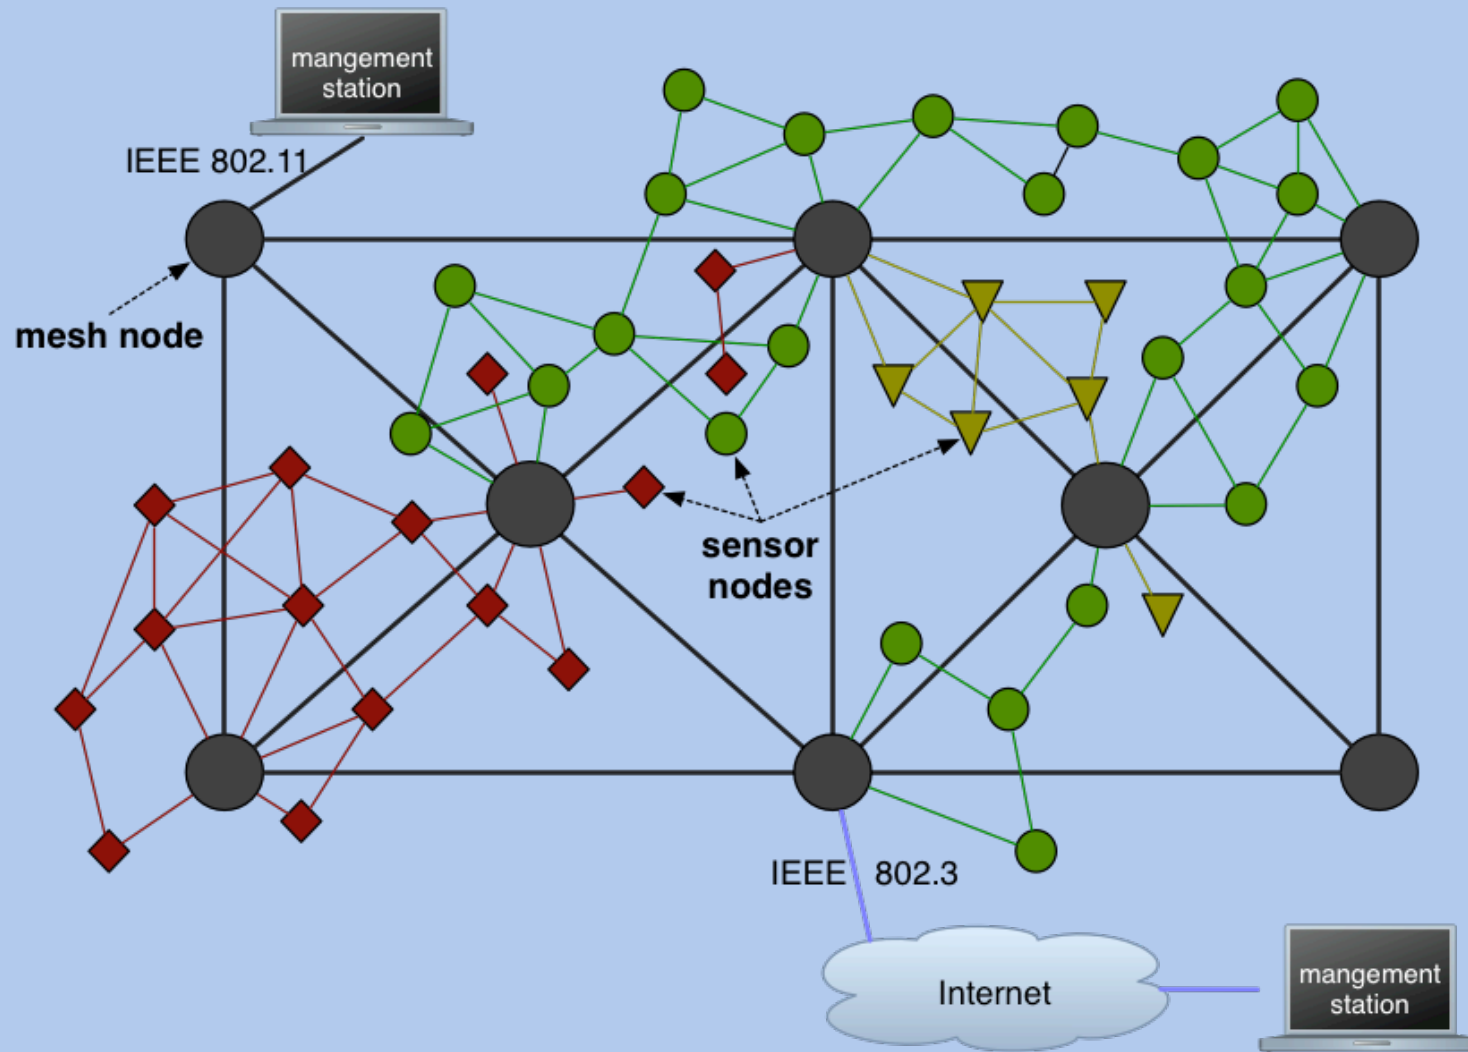 mangement
station
IEEE 802.11
mesh node
sensor
nodes
IEEE 802.3
Internet
mangement
station